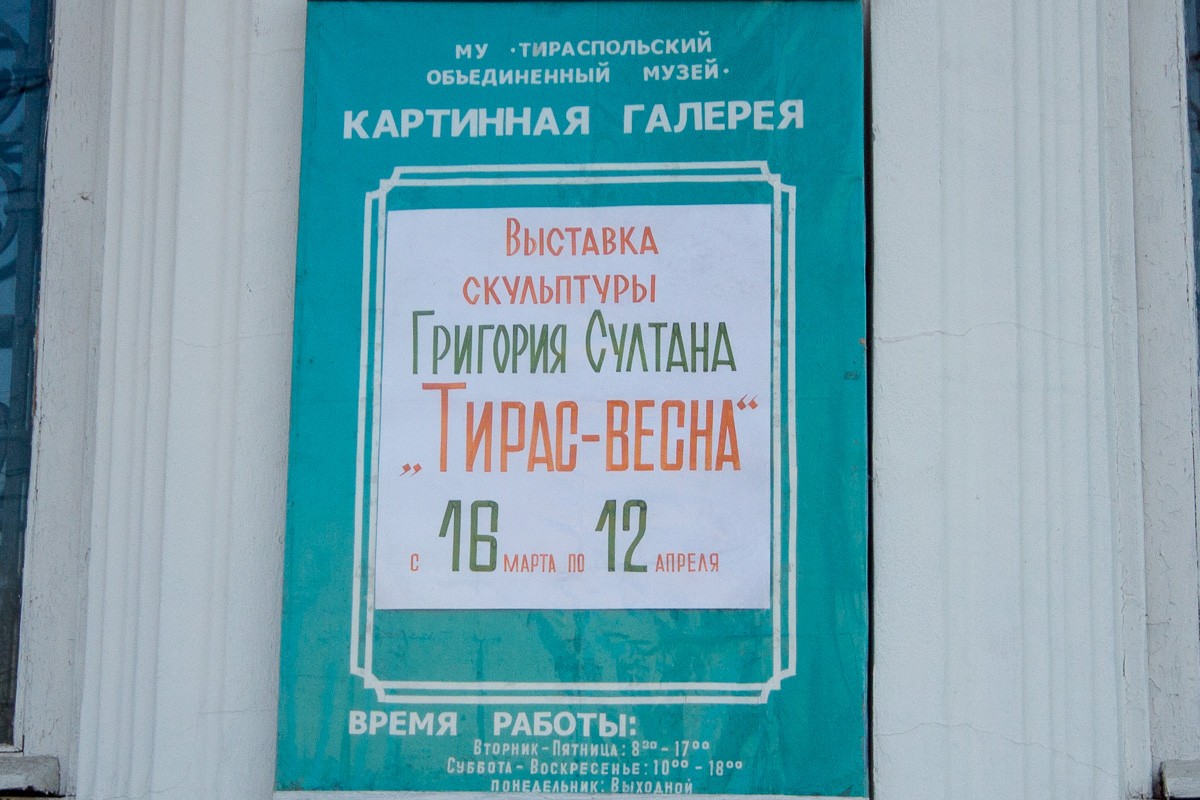 МУ "ТИРАСПОЛЬСКИЙ
ОБЪЕДИНЕННЫЙ МУЗЕЙ"
КАРТИННАЯ ГАЛЕРЕЯ
Выставка
скульптуры
Григория Султана
„Тирас-весна“
с 16 марта по 12 апреля
ВРЕМЯ РАБОТЫ:
Вторник-Пятница: 8³⁰-17⁰⁰
Суббота-Воскресенье: 10⁰⁰-18⁰⁰
понедельник: Выходной